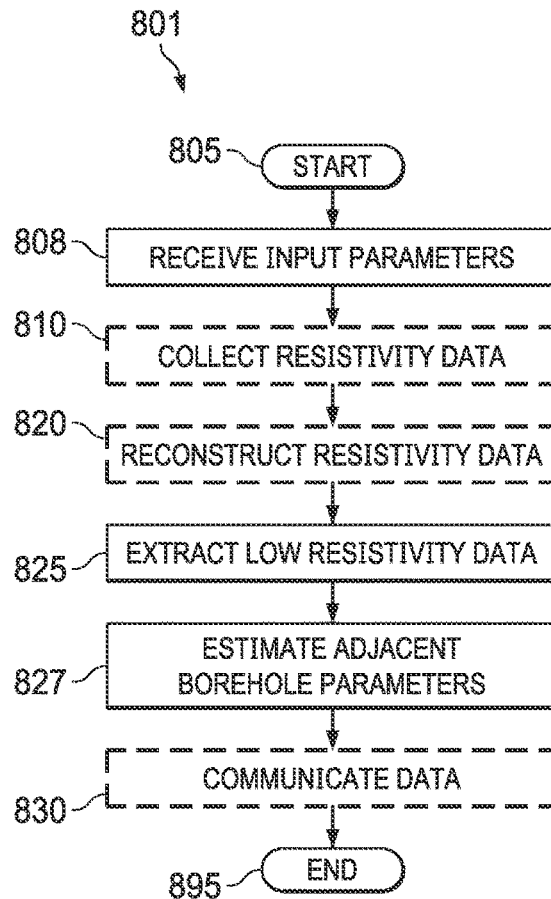 801
805
START
808
RECEIVE INPUT PARAMETERS
810
COLLECT RESISTIVITY DATA
820
RECONSTRUCT RESISTIVITY DATA
825
EXTRACT LOW RESISTIVITY DATA
827
ESTIMATE ADJACENT
BOREHOLE PARAMETERS
830
COMMUNICATE DATA
895
END